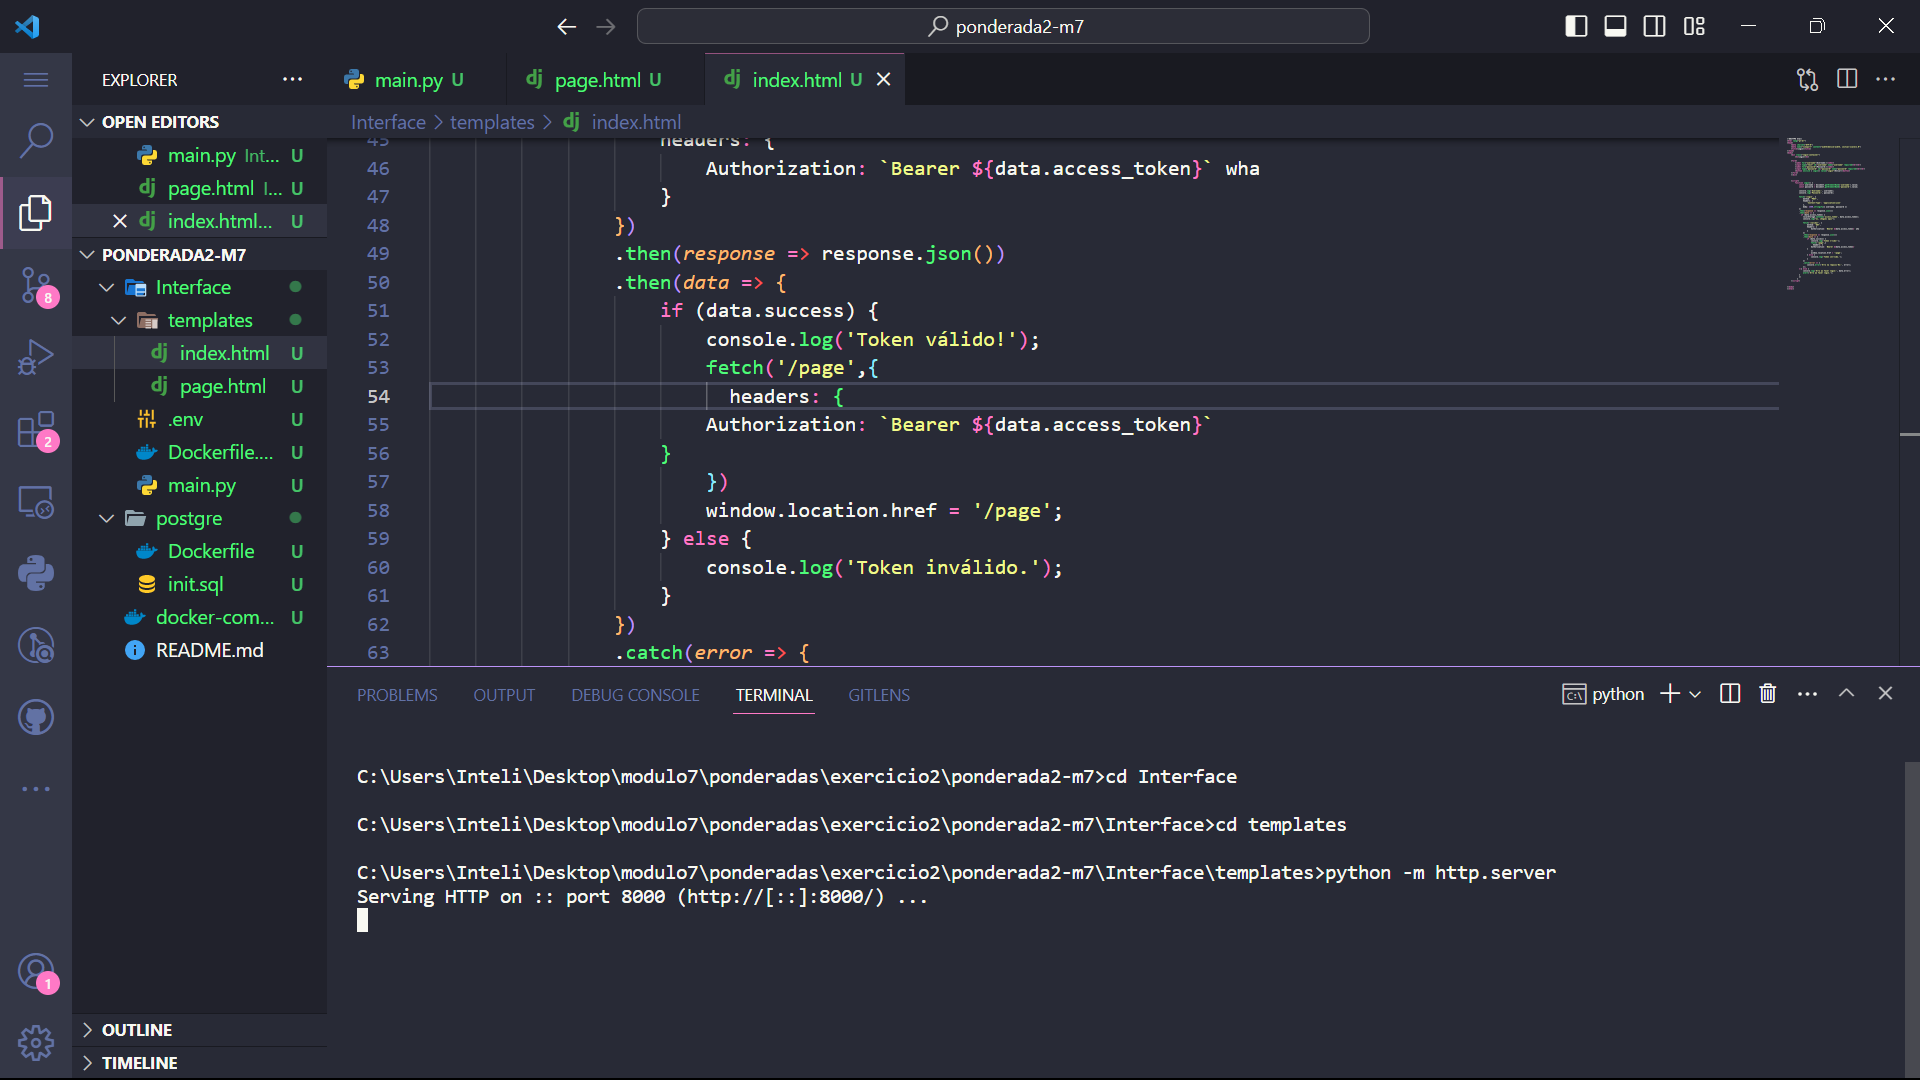 ponderada2-m7
EXPLORER
main.py U
page.html U
index.html U
OPEN EDITORS
main.py Int... U
page.html I... U
index.html... U
PONDERADA2-M7
Interface
templates
index.html U
page.html U
.env U
Dockerfile.... U
main.py U
postgre
Dockerfile U
init.sql U
docker-com... U
README.md
OUTLINE
TIMELINE
8
2
1
Interface > templates > index.html
45 headers: {
46 Authorization: `Bearer ${data.access_token}` wha
47 }
48 })
49 .then(response => response.json())
50 .then(data => {
51 if (data.success) {
52 console.log('Token válido!');
53 fetch('/page',{
54 headers: {
55 Authorization: `Bearer ${data.access_token}`
56 }
57 })
58 window.location.href = '/page';
59 } else {
60 console.log('Token inválido.');
61 }
62 })
63 .catch(error => {
PROBLEMS OUTPUT DEBUG CONSOLE TERMINAL GITLENS
python
C:\Users\Inteli\Desktop\modulo7\ponderadas\exercicio2\ponderada2-m7>cd Interface
C:\Users\Inteli\Desktop\modulo7\ponderadas\exercicio2\ponderada2-m7\Interface>cd templates
C:\Users\Inteli\Desktop\modulo7\ponderadas\exercicio2\ponderada2-m7\Interface\templates>python -m http.server
Serving HTTP on :: port 8000 (http://[::]:8000/) ...